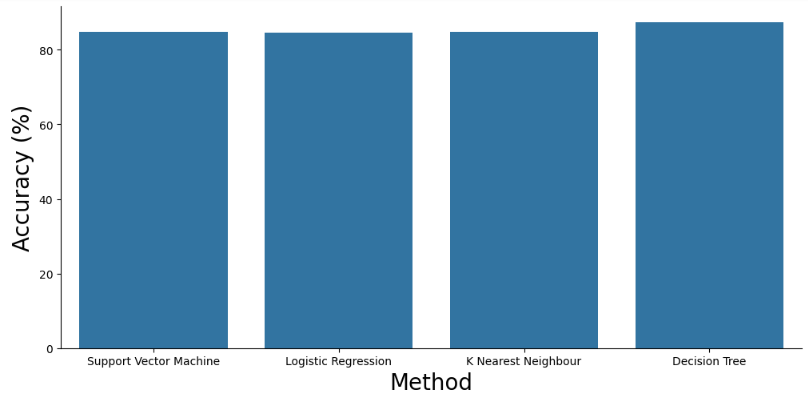 Accuracy (%)
80
60
40
20
0
Support Vector Machine
Logistic Regression
K Nearest Neighbour
Decision Tree
Method